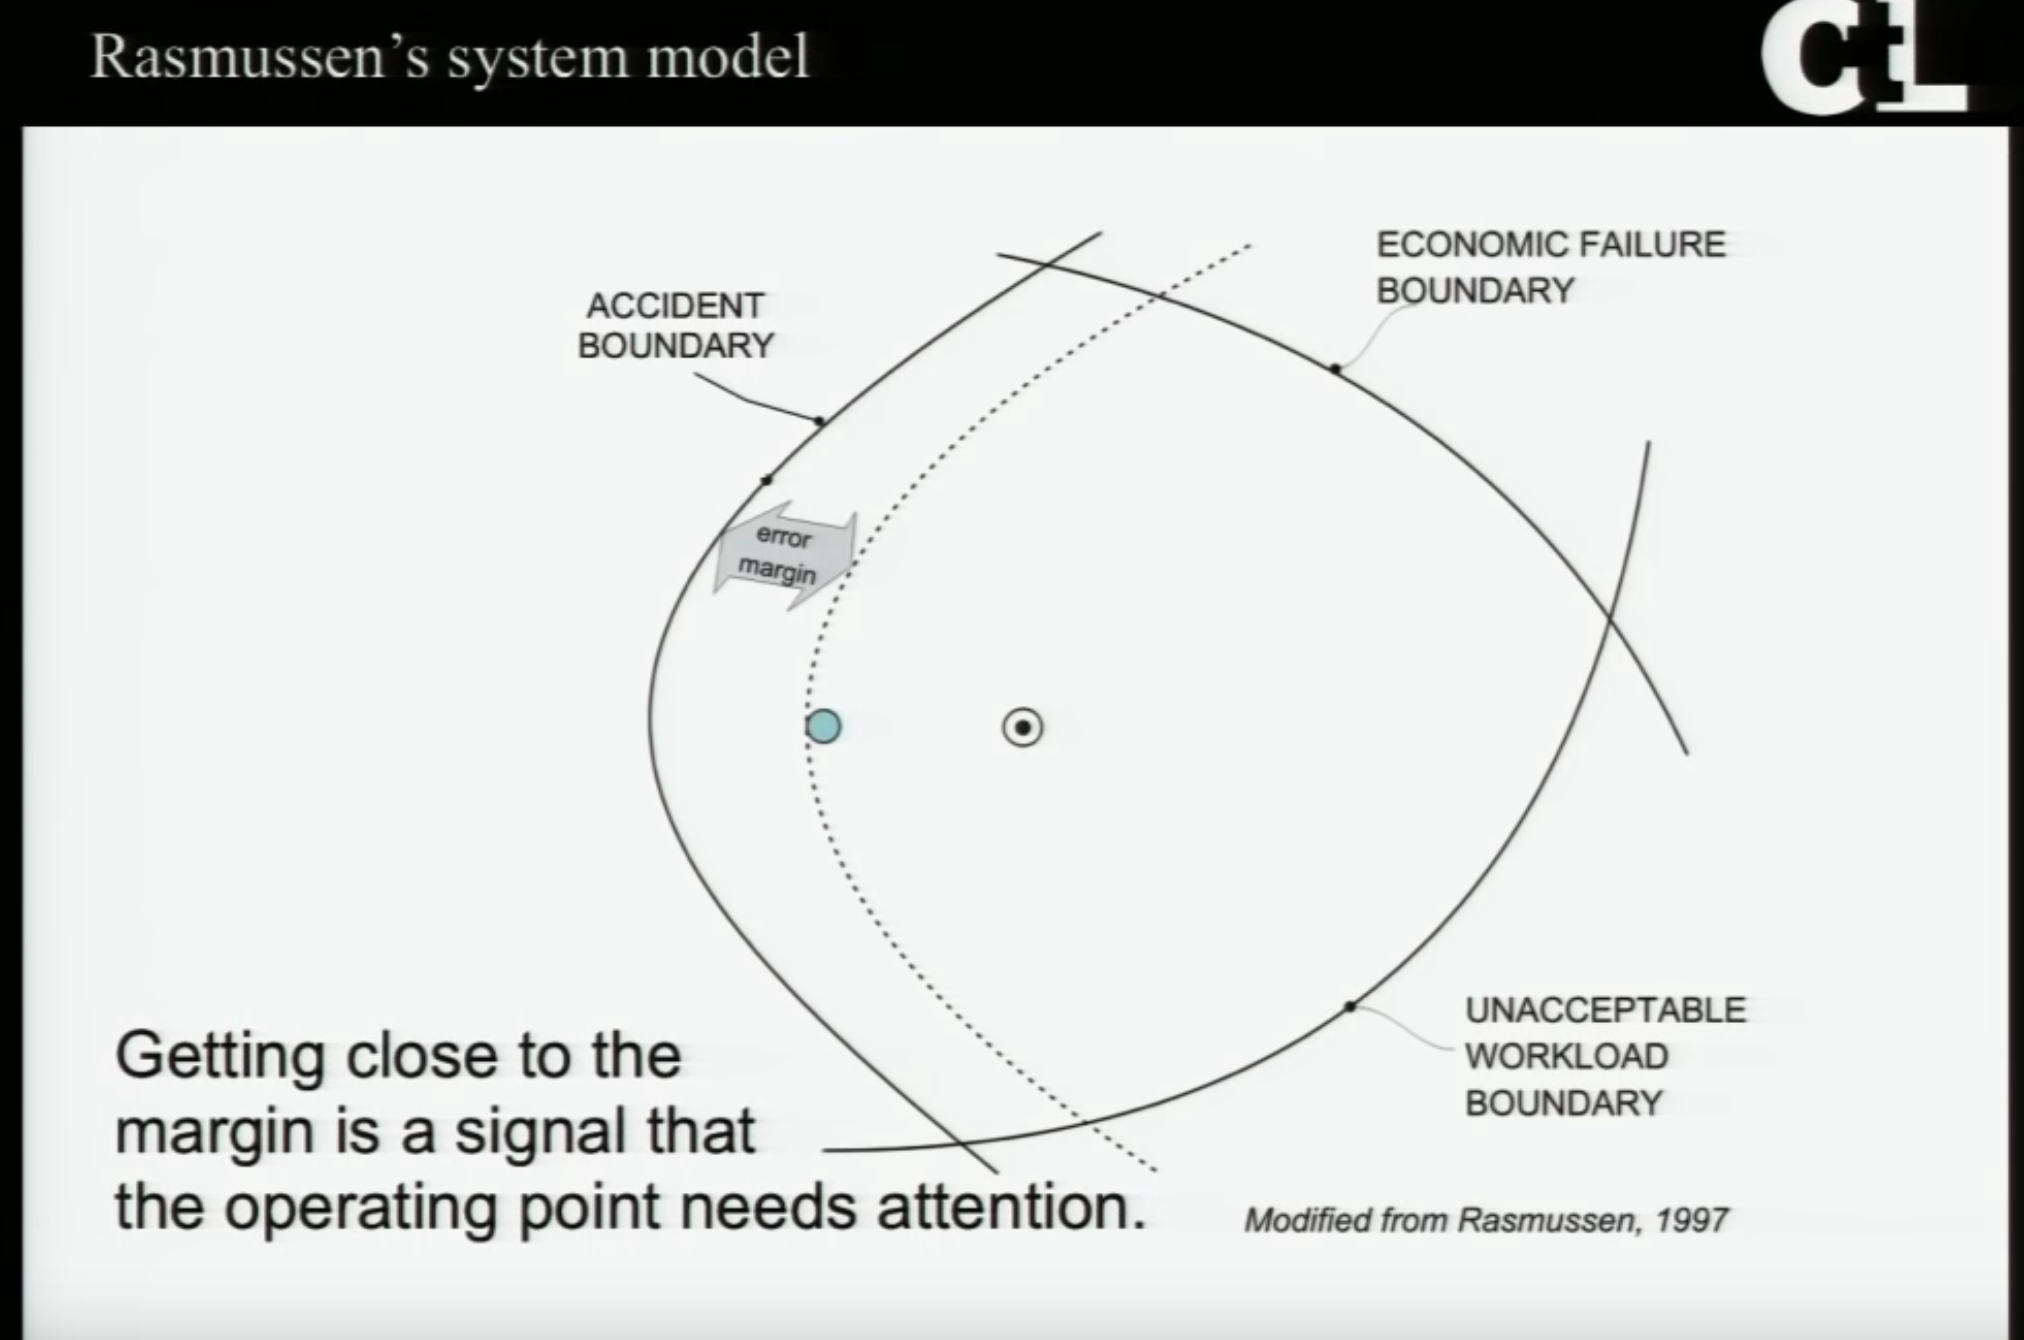 Rasmussen's system model
CtL
ECONOMIC FAILURE
BOUNDARY
ACCIDENT
BOUNDARY
error
margin
UNACCEPTABLE
WORKLOAD
BOUNDARY
Getting close to the
margin is a signal that
the operating point needs attention.
Modified from Rasmussen, 1997